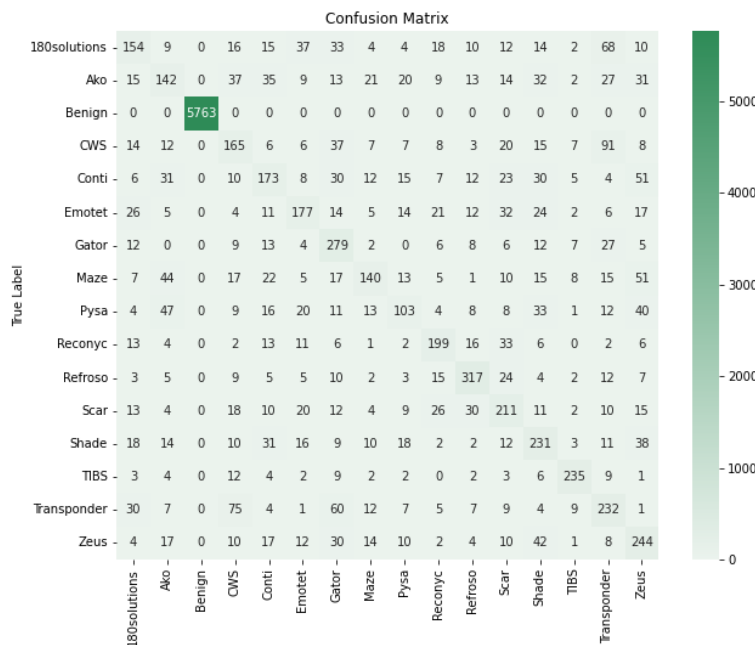 Confusion Matrix
180solutions 154 9 0 16 15 37 33 4 4 18 10 12 14 2 68 10
Ako 15 142 0 37 35 9 13 21 20 9 13 14 32 2 27 31
Benign 0 0 5763 0 0 0 0 0 0 0 0 0 0 0 0 0
CWS 14 12 0 165 6 6 37 7 7 8 3 20 15 7 91 8
Conti 6 31 0 10 173 8 30 12 15 7 12 23 30 5 4 51
Emotet 26 5 0 4 11 177 14 5 14 21 12 32 24 2 6 17
Gator 12 0 0 9 13 4 279 2 0 6 8 6 12 7 27 5
Maze 7 44 0 17 22 5 17 140 13 5 1 10 15 8 15 51
Pysa 4 47 0 9 16 20 11 13 103 4 8 8 33 1 12 40
Reconyc 13 4 0 2 13 11 6 1 2 199 16 33 6 0 2 6
Refroso 3 5 0 9 5 5 10 2 3 15 317 24 4 2 12 7
Scar 13 4 0 18 10 20 12 4 9 26 30 211 11 2 10 15
Shade 18 14 0 10 31 16 9 10 18 2 2 12 231 3 11 38
TIBS 3 4 0 12 4 2 9 2 2 0 2 3 6 235 9 1
Transponder 30 7 0 75 4 1 60 12 7 5 7 9 4 9 232 1
Zeus 4 17 0 10 17 12 30 14 10 2 4 10 42 1 8 244
True Label
180solutions
Ako
Benign
CWS
Conti
Emotet
Gator
Maze
Pysa
Reconyc
Refroso
Scar
Shade
TIBS
Transponder
Zeus
5000
4000
3000
2000
1000
0